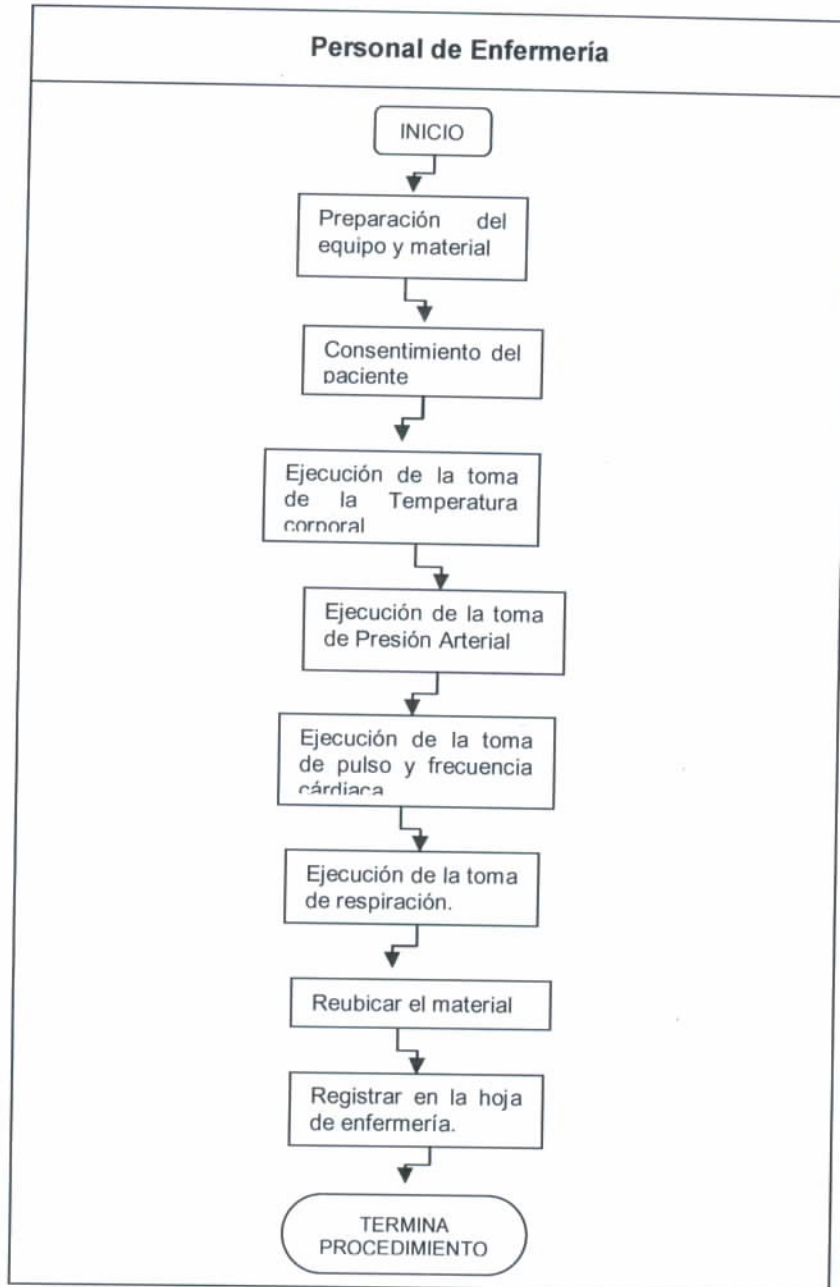 Personal de Enfermería
INICIO
Preparación del
equipo y material
Consentimiento del
paciente
Ejecución de la toma
de la Temperatura
corporal
Ejecución de la toma
de Presión Arterial
Ejecución de la toma
de pulso y frecuencia
cárdiaca
Ejecución de la toma
de respiración.
Reubicar el material
Registrar en la hoja
de enfermería.
TERMINA
PROCEDIMIENTO